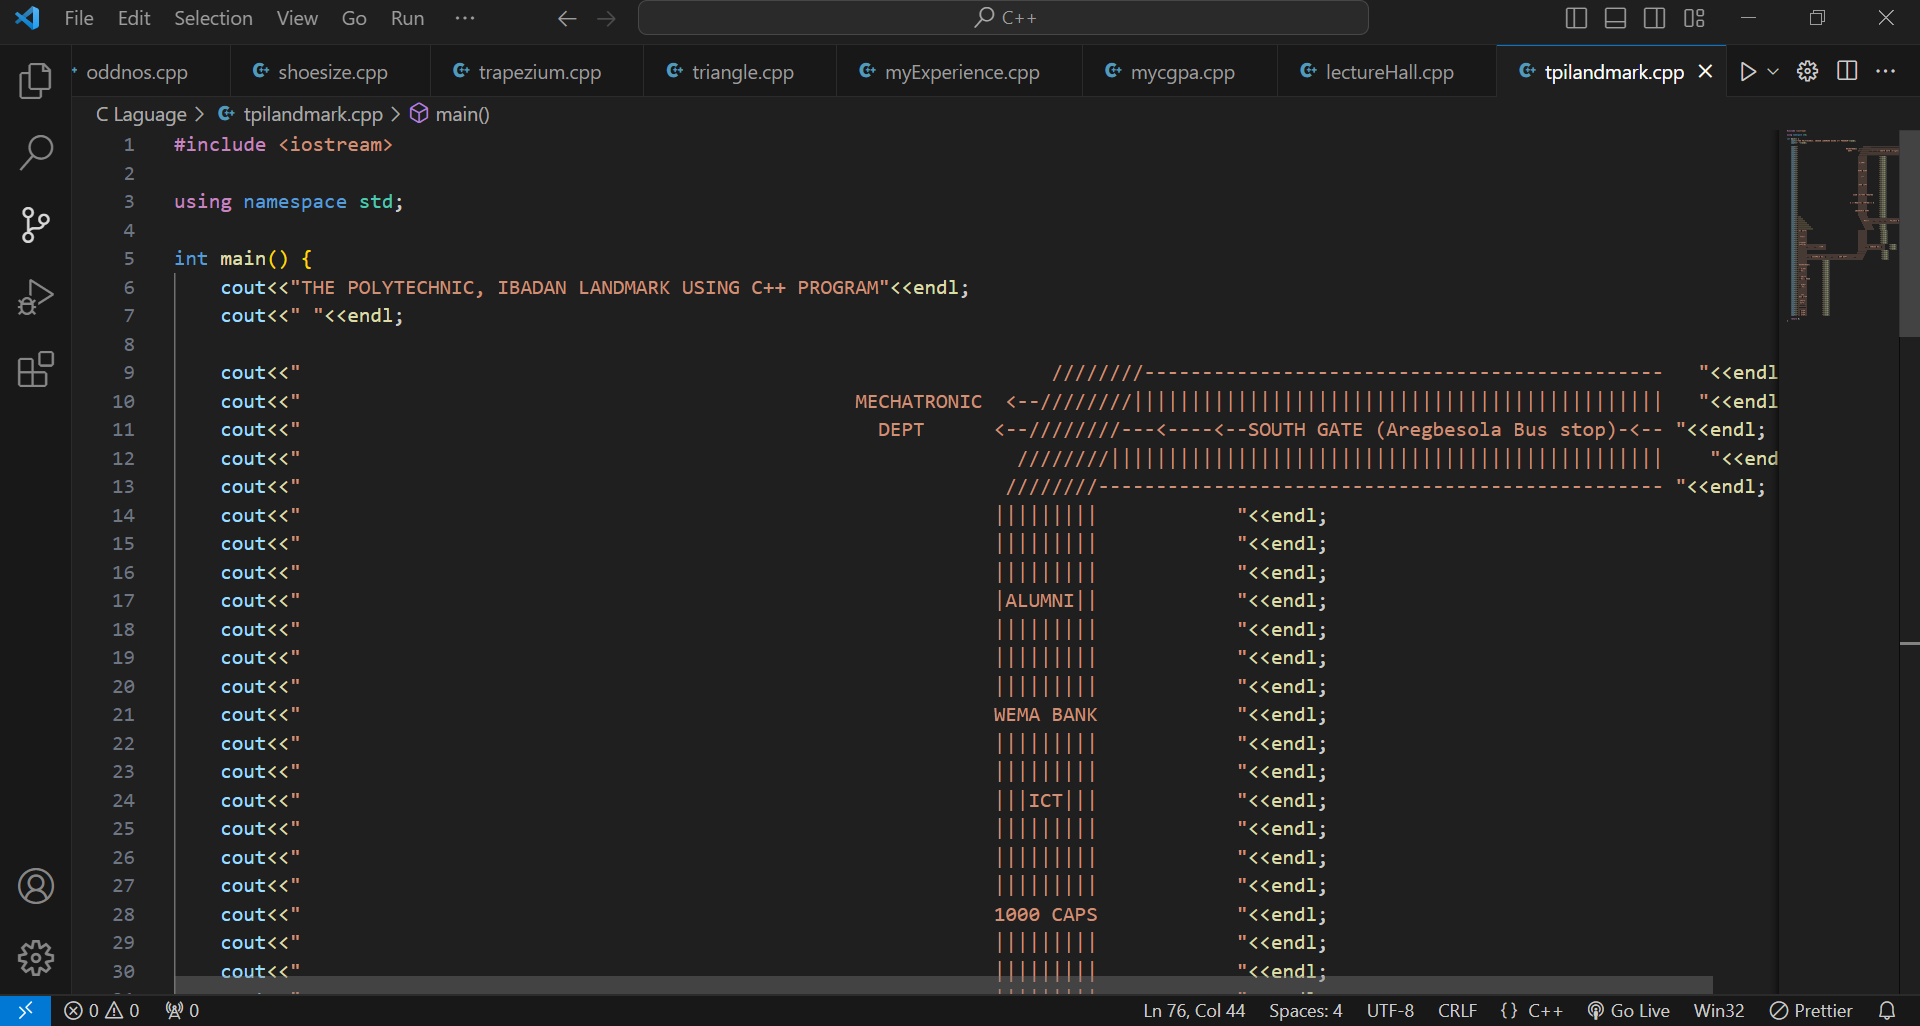 File Edit Selection View Go Run ··· C++
oddnos.cpp shoesize.cpp trapezium.cpp triangle.cpp myExperience.cpp mycgpa.cpp lectureHall.cpp tpilandmark.cpp
C Laguage > tpilandmark.cpp > main()
1 #include <iostream>
2
3 using namespace std;
4
5 int main() {
6 cout<<"THE POLYTECHNIC, IBADAN LANDMARK USING C++ PROGRAM"<<endl;
7 cout<<" "<<endl;
8
9 cout<<" ////////--------------------------------------------- "<<endl
10 cout<<" MECHATRONIC <--////////|||||||||||||||||||||||||||||||||||||||||||||| "<<endl
11 cout<<" DEPT <--////////---<----<--SOUTH GATE (Aregbesola Bus stop)-<-- "<<endl;
12 cout<<" ////////|||||||||||||||||||||||||||||||||||||||||||||||| "<<end
13 cout<<" ////////------------------------------------------------- "<<endl;
14 cout<<" ||||||||| "<<endl;
15 cout<<" ||||||||| "<<endl;
16 cout<<" ||||||||| "<<endl;
17 cout<<" |ALUMNI|| "<<endl;
18 cout<<" ||||||||| "<<endl;
19 cout<<" ||||||||| "<<endl;
20 cout<<" ||||||||| "<<endl;
21 cout<<" WEMA BANK "<<endl;
22 cout<<" ||||||||| "<<endl;
23 cout<<" ||||||||| "<<endl;
24 cout<<" |||ICT||| "<<endl;
25 cout<<" ||||||||| "<<endl;
26 cout<<" ||||||||| "<<endl;
27 cout<<" ||||||||| "<<endl;
28 cout<<" 1000 CAPS "<<endl;
29 cout<<" ||||||||| "<<endl;
30 cout<<" ||||||||| "<<endl;
0 0 0 Ln 76, Col 44 Spaces: 4 UTF-8 CRLF {} C++ Go Live Win32 Prettier